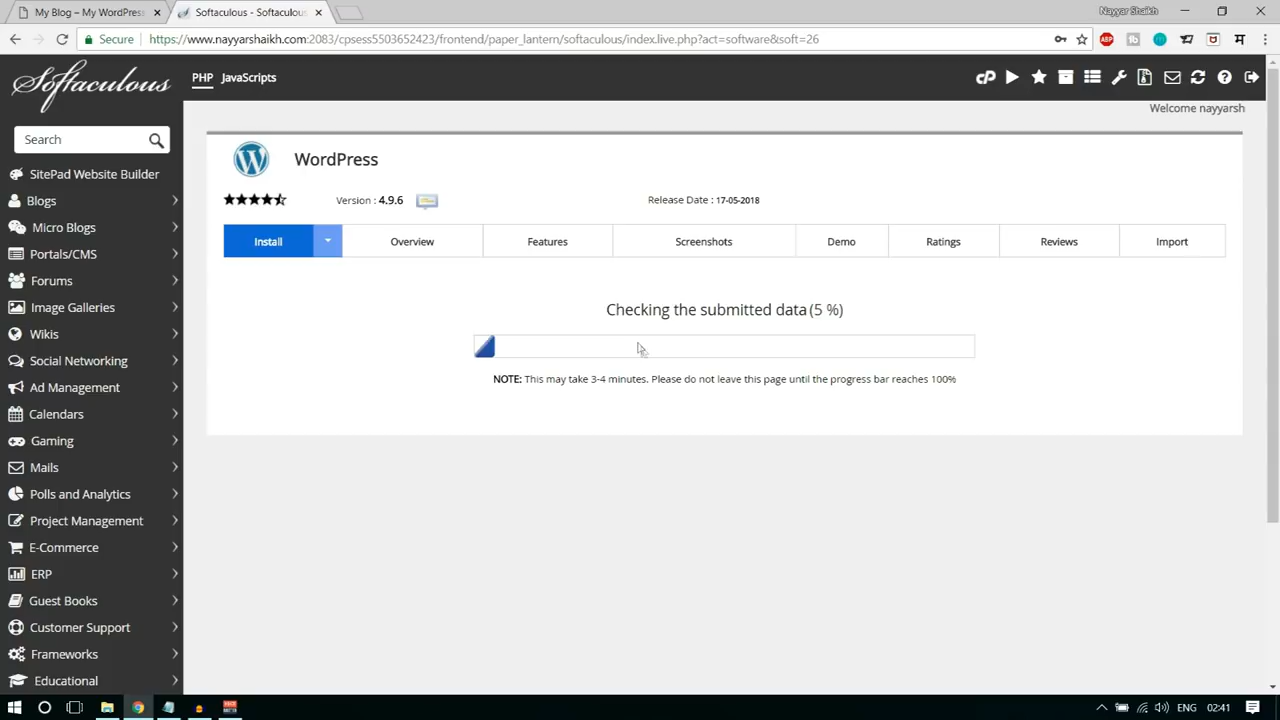 My Blog – My WordPress
Softaculous - Softaculous
Nayyar Shaikh
Secure
https://www.nayyarshaikh.com:2083/cpsess5503652423/frontend/paper_lantern/softaculous/index.live.php?act=software&soft=26
ABP
Softaculous
PHP
JavaScripts
cP
Welcome nayyarsh
Search
SitePad Website Builder
Blogs
Micro Blogs
Portals/CMS
Forums
Image Galleries
Wikis
Social Networking
Ad Management
Calendars
Gaming
Mails
Polls and Analytics
Project Management
E-Commerce
ERP
Guest Books
Customer Support
Frameworks
Educational
WordPress
Version : 4.9.6
Release Date : 17-05-2018
Install
Overview
Features
Screenshots
Demo
Ratings
Reviews
Import
Checking the submitted data (5 %)
NOTE: This may take 3-4 minutes. Please do not leave this page until the progress bar reaches 100%
ENG
02:41